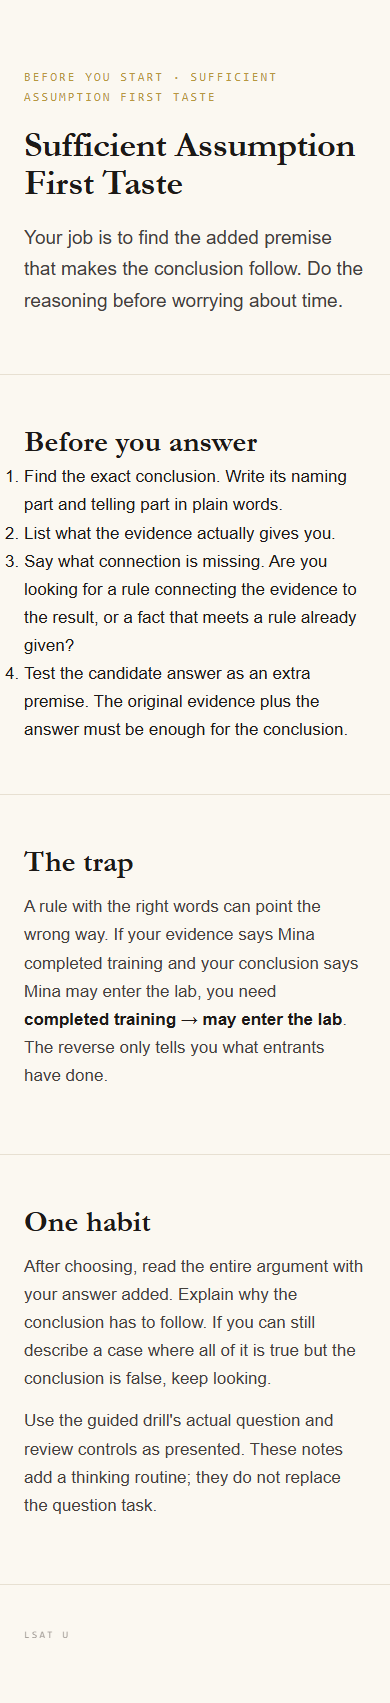 BEFORE YOU START · SUFFICIENT
ASSUMPTION FIRST TASTE
Sufficient Assumption
First Taste
Your job is to find the added premise
that makes the conclusion follow. Do the
reasoning before worrying about time.
Before you answer
1. Find the exact conclusion. Write its naming
part and telling part in plain words.
2. List what the evidence actually gives you.
3. Say what connection is missing. Are you
looking for a rule connecting the evidence to
the result, or a fact that meets a rule already
given?
4. Test the candidate answer as an extra
premise. The original evidence plus the
answer must be enough for the conclusion.
The trap
A rule with the right words can point the
wrong way. If your evidence says Mina
completed training and your conclusion says
Mina may enter the lab, you need
completed training → may enter the lab.
The reverse only tells you what entrants
have done.
One habit
After choosing, read the entire argument with
your answer added. Explain why the
conclusion has to follow. If you can still
describe a case where all of it is true but the
conclusion is false, keep looking.
Use the guided drill's actual question and
review controls as presented. These notes
add a thinking routine; they do not replace
the question task.
LSAT U